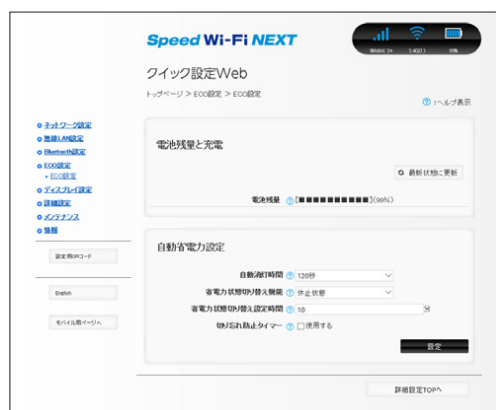 Speed Wi-Fi NEXT
WiMAX 2+
2.4G(1)
99%
クイック設定Web
トップページ > ECO設定 > ECO設定
:ヘルプ表示
ネットワーク設定
無線LAN設定
Bluetooth設定
ECO設定
ECO設定
ディスプレイ設定
詳細設定
メンテナンス
情報
設定用QRコード
English
モバイル用ページへ
電池残量と充電
最新状態に更新
電池残量 ? [■■■■■■■■■■](99%)
自動省電力設定
自動消灯時間 ? 120秒
省電力状態切り替え機能 ? 休止状態
省電力状態切り替え設定時間 ? 10 分
切り忘れ防止タイマー ? □使用する
設定
詳細設定TOPへ